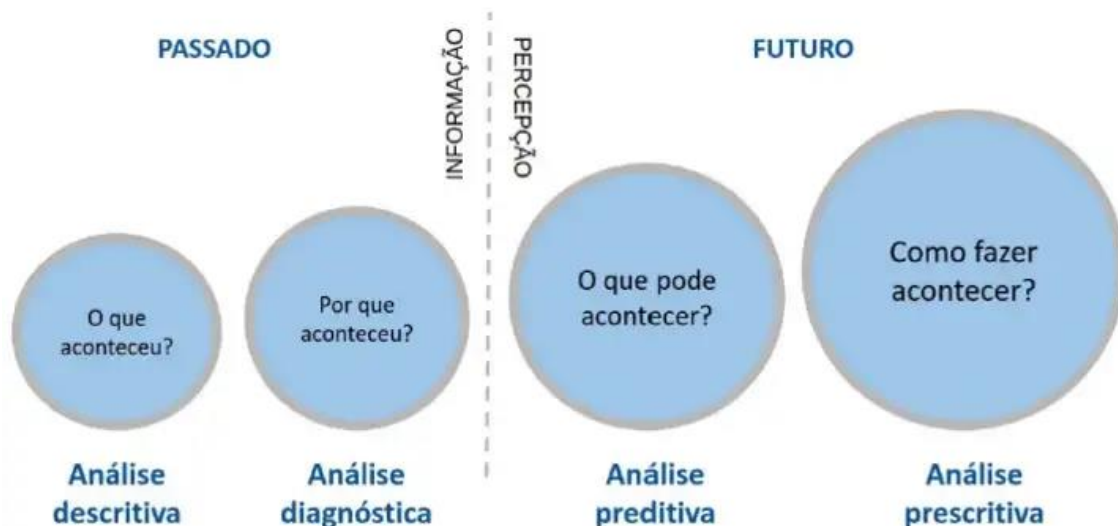 PASSADO
INFORMAÇÃO
PERCEPÇÃO
FUTURO
O que
aconteceu?
Por que
aconteceu?
O que pode
acontecer?
Como fazer
acontecer?
Análise
descritiva
Análise
diagnóstica
Análise
preditiva
Análise
prescritiva